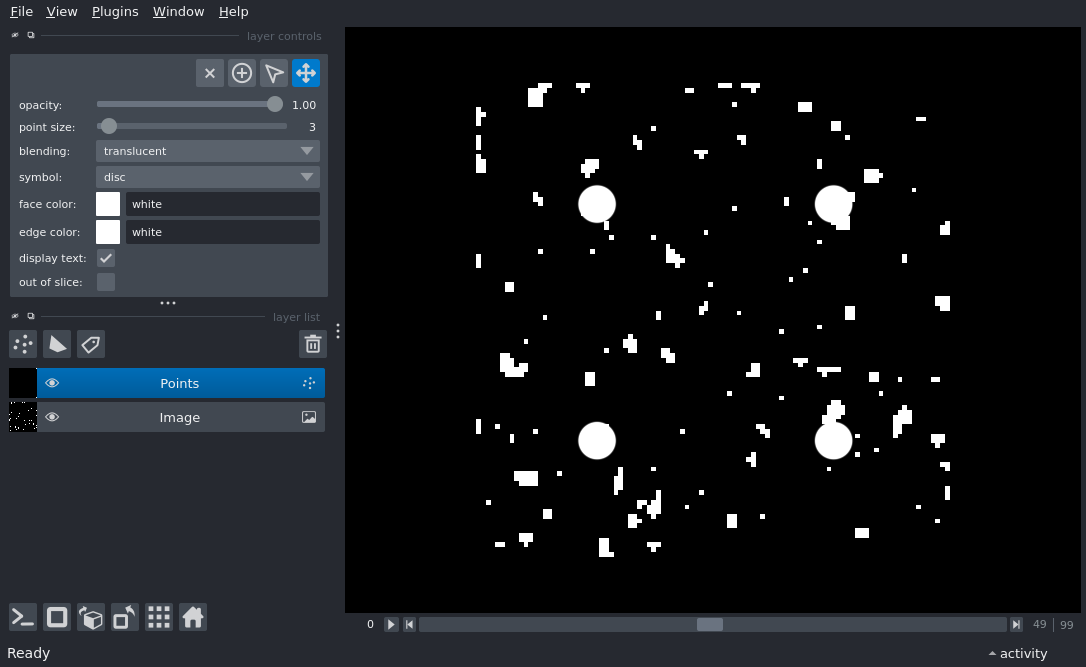 File View Plugins Window Help
layer controls
opacity: 1.00
point size: 3
blending: translucent
symbol: disc
face color: white
edge color: white
display text:
out of slice:
layer list
Points
Image
0 49 | 99
Ready activity